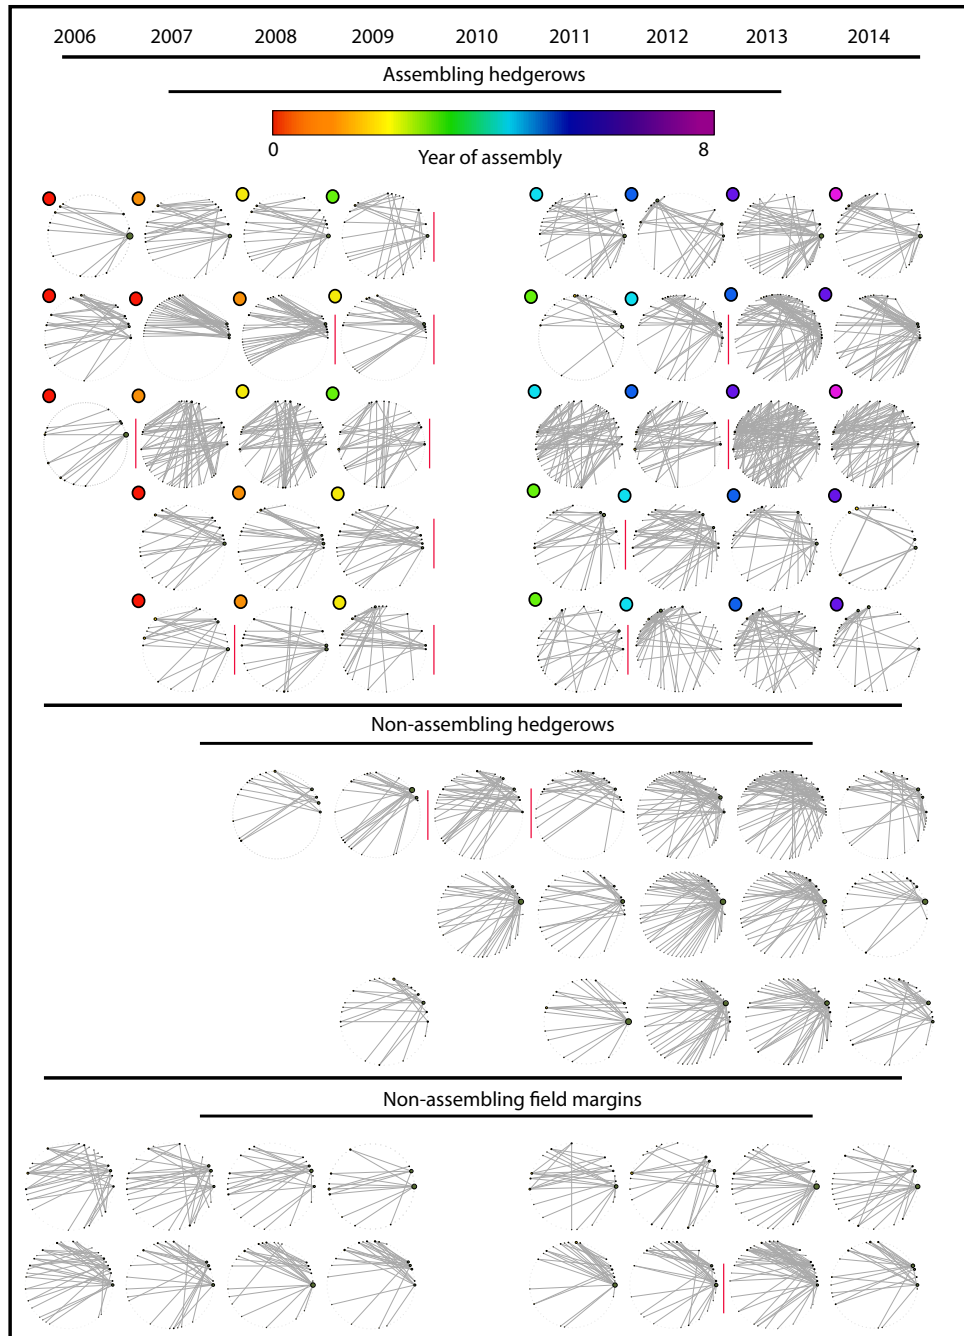 2006 2007 2008 2009 2010 2011 2012 2013 2014
Assembling hedgerows
0 Year of assembly 8
Non-assembling hedgerows
Non-assembling field margins